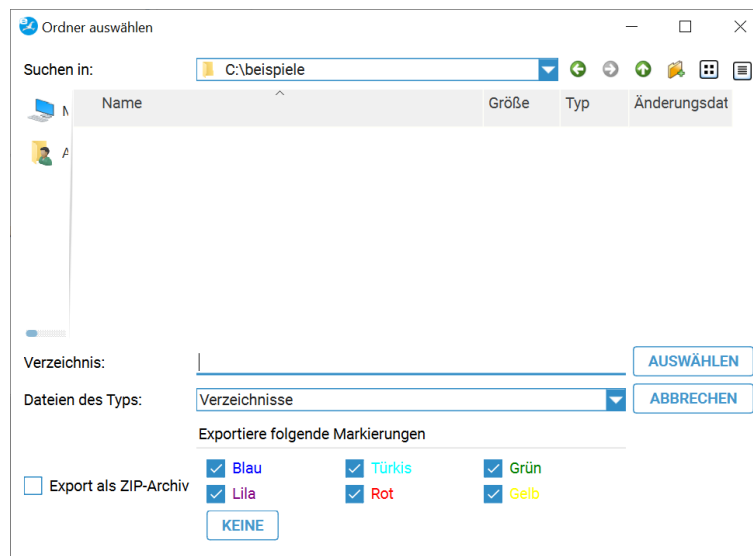 Ordner auswählen
Suchen in: C:\beispiele
Name Größe Typ Änderungsdat
Verzeichnis: AUSWÄHLEN
Dateien des Typs: Verzeichnisse ABBRECHEN
Exportiere folgende Markierungen
Blau Türkis Grün
Export als ZIP-Archiv
Lila Rot Gelb
KEINE